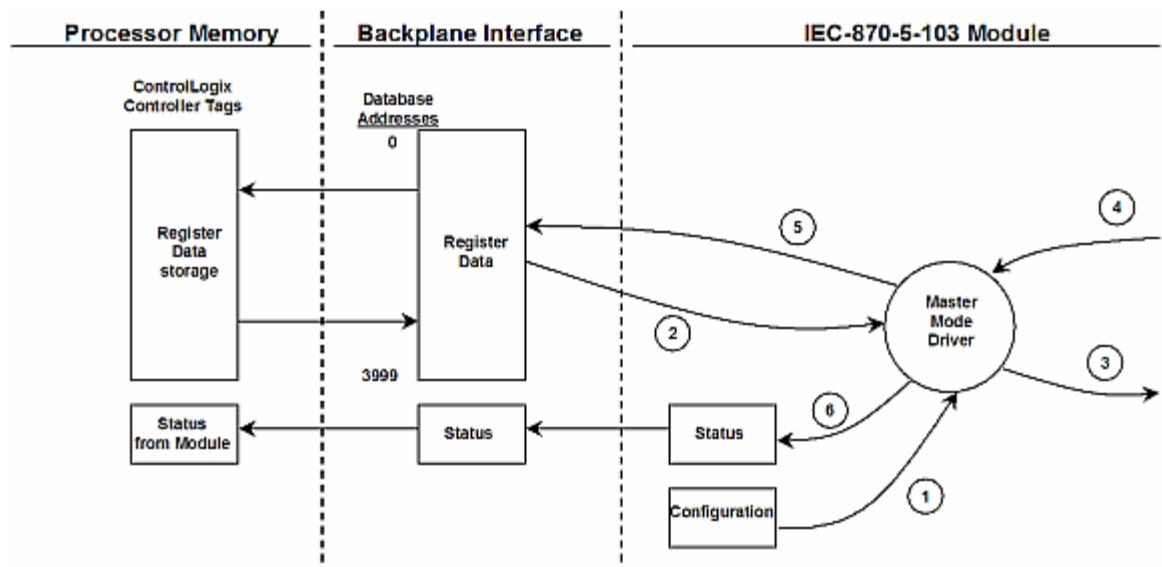 Processor Memory
Backplane Interface
IEC-870-5-103 Module
ControlLogix
Controller Tags
Database
Addresses
0
Register
Data
storage
Register
Data
3999
5
4
2
Master
Mode
Driver
3
Status
from Module
Status
Status
6
Configuration
1